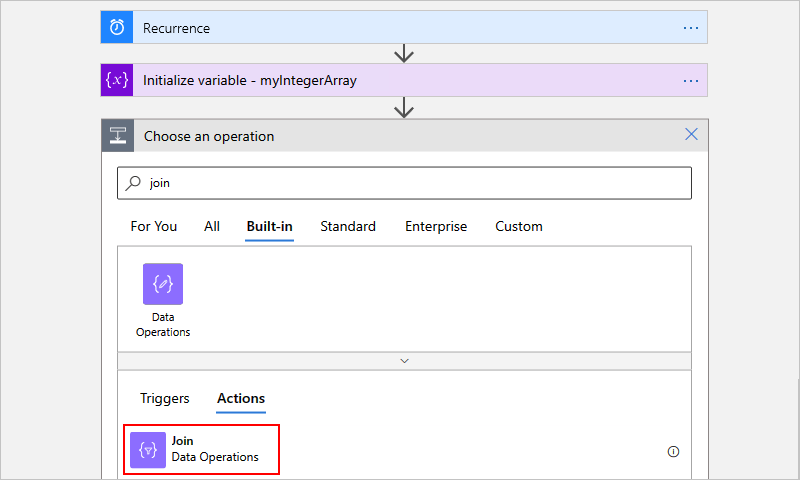 Recurrence
{x} Initialize variable - myIntegerArray
Choose an operation
join
For You All Built-in Standard Enterprise Custom
Data
Operations
Triggers Actions
Join
Data Operations